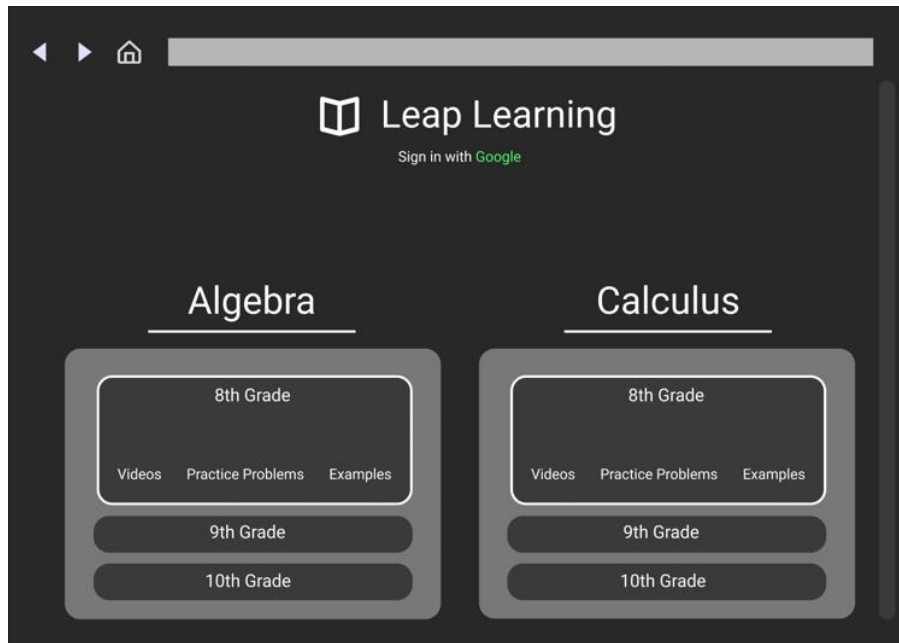 Leap Learning
Sign in with Google
Algebra
8th Grade
Videos Practice Problems Examples
9th Grade
10th Grade
Calculus
8th Grade
Videos Practice Problems Examples
9th Grade
10th Grade